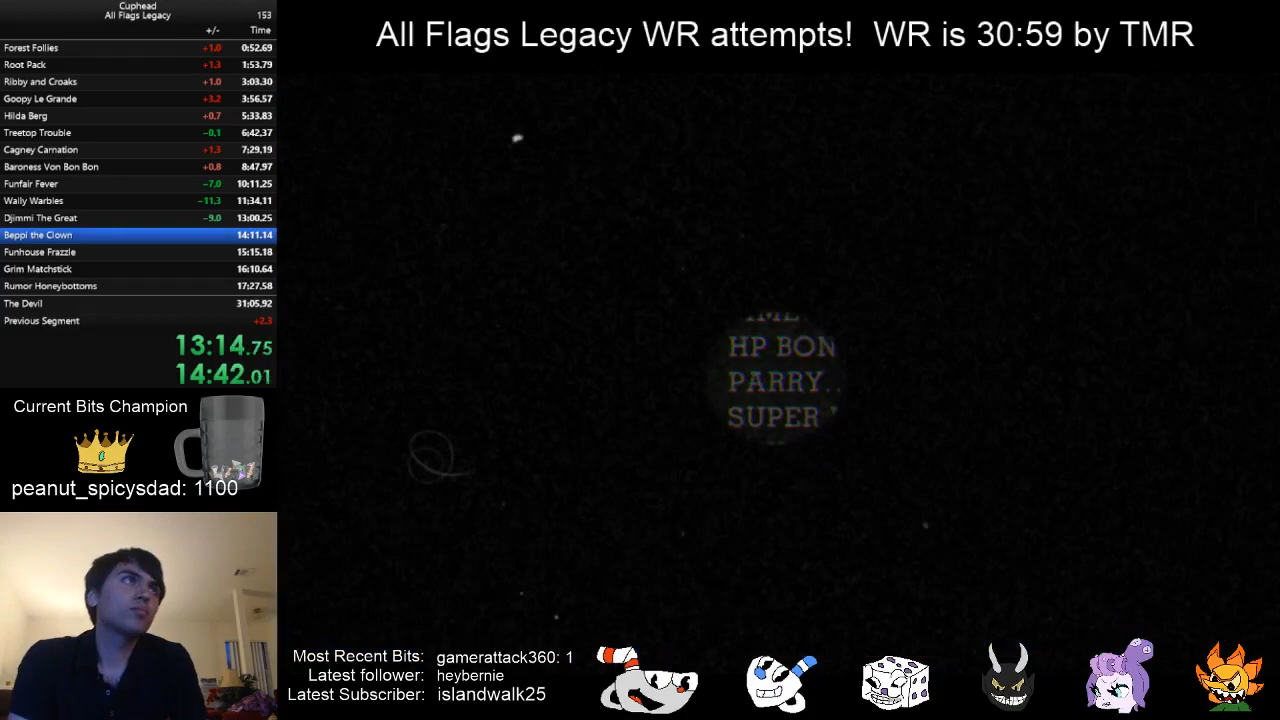 Cuphead
All Flags Legacy 153
+/- Time
Forest Follies +1.0 0:52.69
Root Pack +1.3 1:53.79
Ribby and Croaks +1.0 3:03.30
Goopy Le Grande +3.2 3:56.57
Hilda Berg +0.7 5:33.83
Treetop Trouble −0.1 6:42.37
Cagney Carnation +1.3 7:29.19
Baroness Von Bon Bon +0.8 8:47.97
Funfair Fever −7.0 10:11.25
Wally Warbles −11.3 11:34.11
Djimmi The Great −9.0 13:00.25
Beppi the Clown 14:11.14
Funhouse Frazzle 15:15.18
Grim Matchstick 16:10.64
Rumor Honeybottoms 17:27.58
The Devil 31:05.92
Previous Segment +2.3
13:14.75
14:42.01
Current Bits Champion
peanut_spicysdad: 1100
All Flags Legacy WR attempts! WR is 30:59 by TMR
HP BON
PARRY..
SUPER
Most Recent Bits: gamerattack360: 1
Latest follower: heybernie
Latest Subscriber: islandwalk25